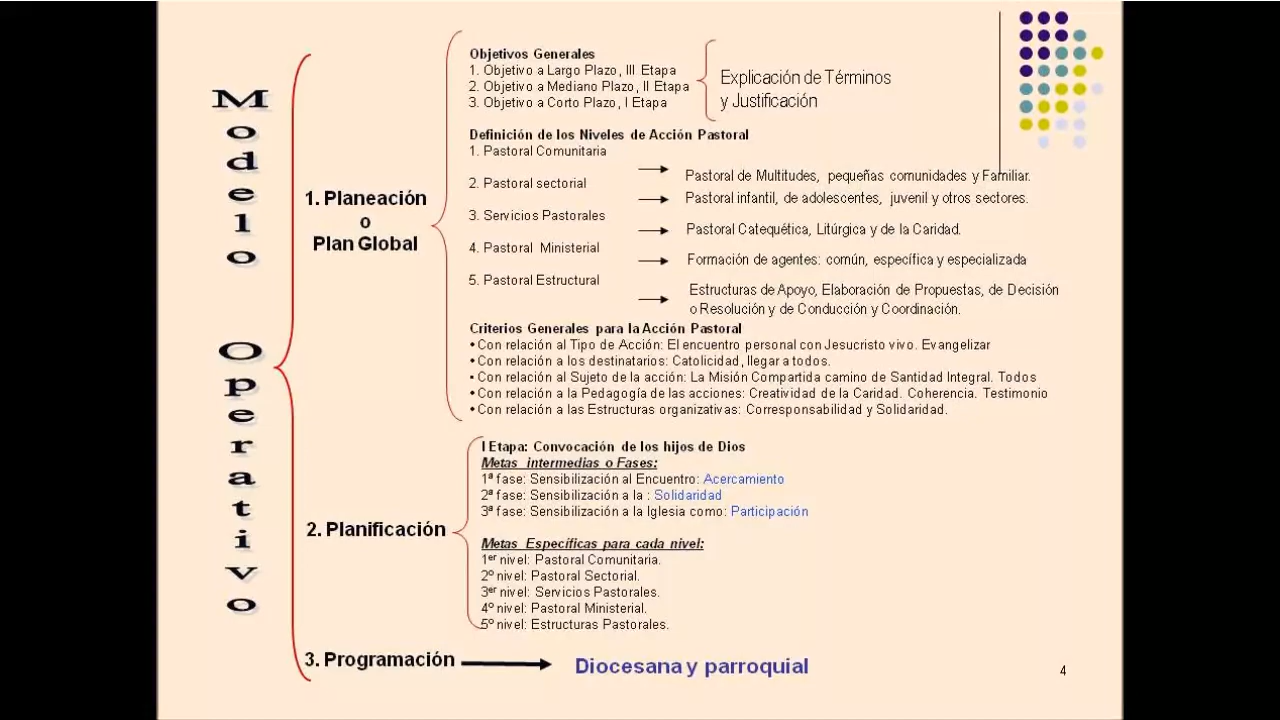 Modelo Operativo
1. Planeación
o
Plan Global
Objetivos Generales
1. Objetivo a Largo Plazo, III Etapa
2. Objetivo a Mediano Plazo, II Etapa
3. Objetivo a Corto Plazo, I Etapa
Explicación de Términos
y Justificación
Definición de los Niveles de Acción Pastoral
1. Pastoral Comunitaria
Pastoral de Multitudes, pequeñas comunidades y Familiar.
2. Pastoral sectorial
Pastoral infantil, de adolescentes, juvenil y otros sectores.
3. Servicios Pastorales
Pastoral Catequética, Litúrgica y de la Caridad.
4. Pastoral Ministerial
Formación de agentes: común, específica y especializada
5. Pastoral Estructural
Estructuras de Apoyo, Elaboración de Propuestas, de Decisión
o Resolución y de Conducción y Coordinación.
Criterios Generales para la Acción Pastoral
•Con relación al Tipo de Acción: El encuentro personal con Jesucristo vivo. Evangelizar
•Con relación a los destinatarios: Catolicidad, llegar a todos.
•Con relación al Sujeto de la acción: La Misión Compartida camino de Santidad Integral. Todos
•Con relación a la Pedagogía de las acciones: Creatividad de la Caridad. Coherencia. Testimonio
•Con relación a las Estructuras organizativas: Corresponsabilidad y Solidaridad.
2. Planificación
I Etapa: Convocación de los hijos de Dios
Metas intermedias o Fases:
1ª fase: Sensibilización al Encuentro: Acercamiento
2ª fase: Sensibilización a la : Solidaridad
3ª fase: Sensibilización a la Iglesia como: Participación
Metas Específicas para cada nivel:
1er nivel: Pastoral Comunitaria.
2º nivel: Pastoral Sectorial.
3er nivel: Servicios Pastorales.
4º nivel: Pastoral Ministerial.
5º nivel: Estructuras Pastorales.
3. Programación
Diocesana y parroquial
4